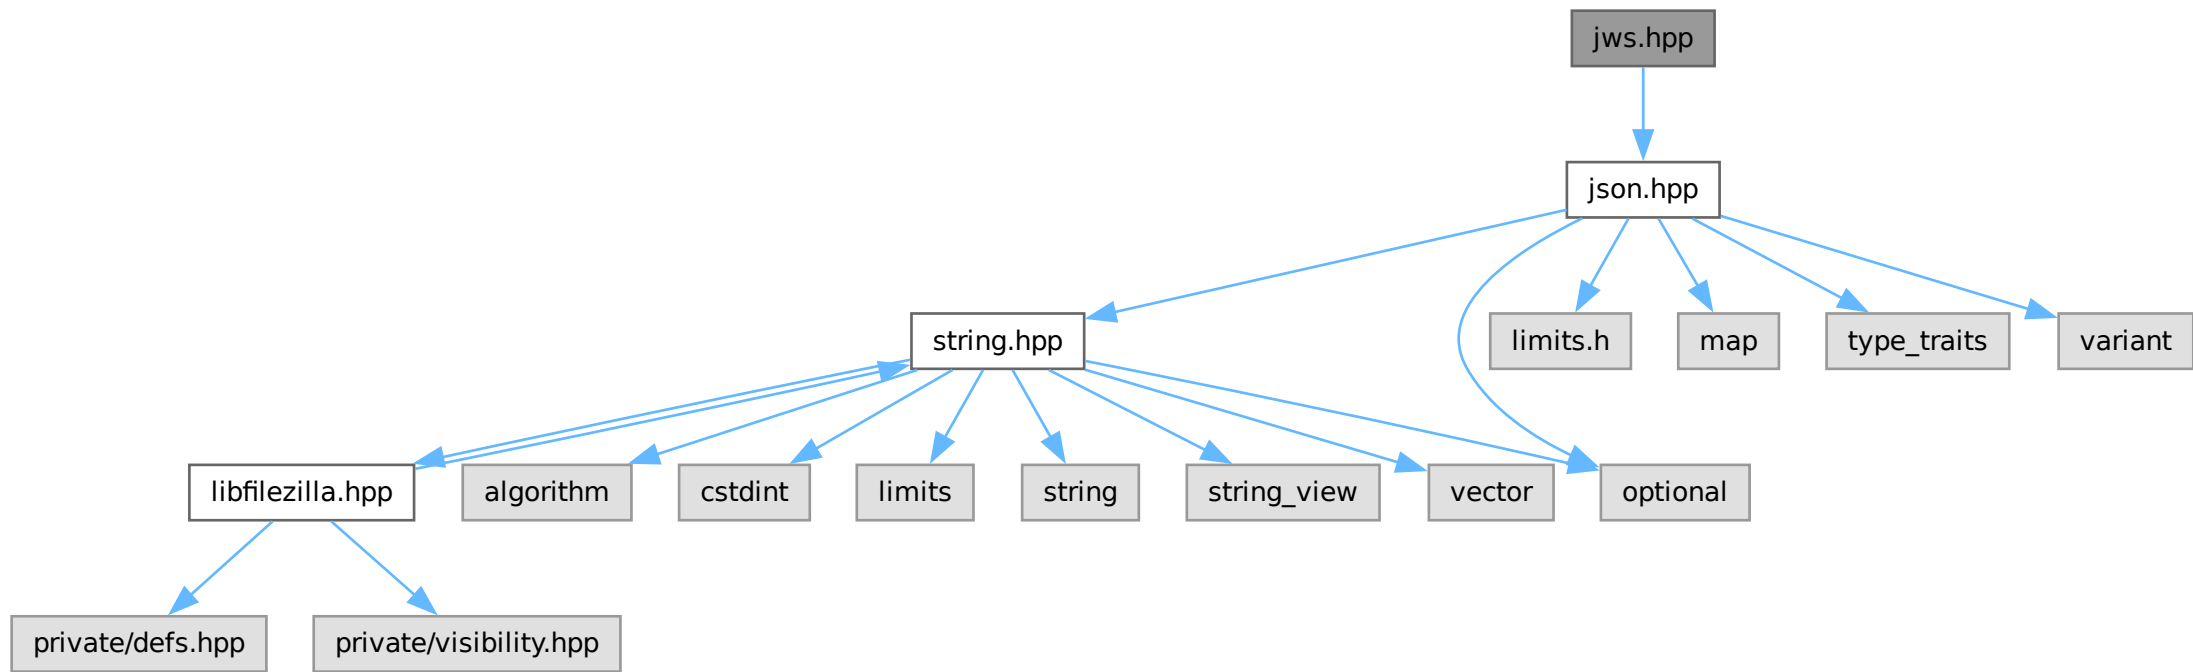 jws.hpp
json.hpp
string.hpp
limits.h
map
type_traits
variant
libfilezilla.hpp
algorithm
cstdint
limits
string
string_view
vector
optional
private/defs.hpp
private/visibility.hpp